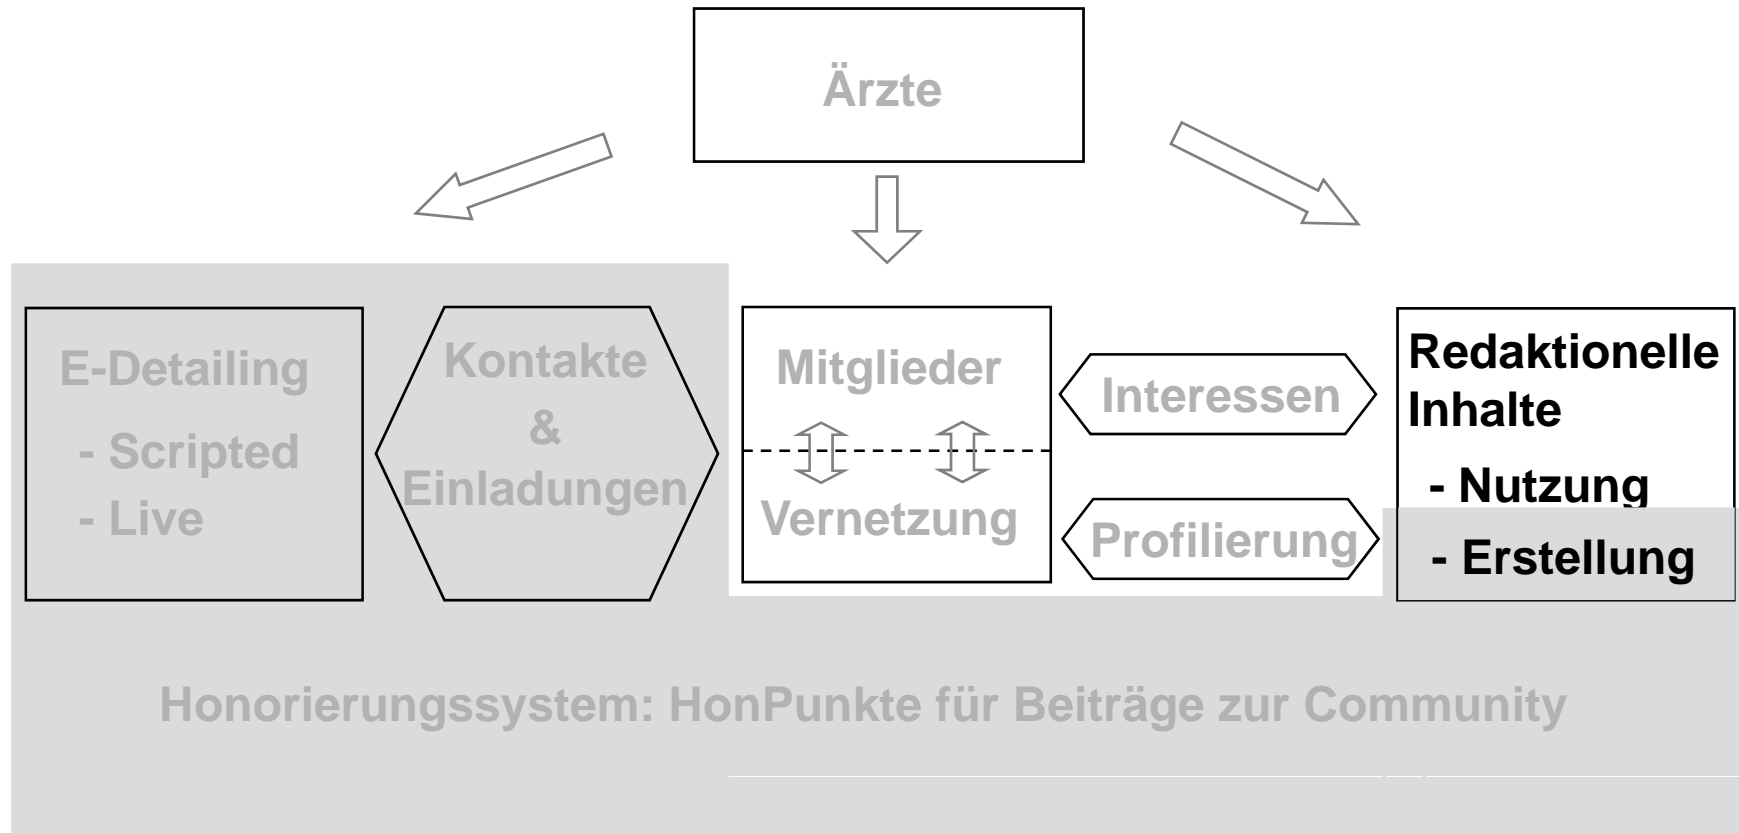 Ärzte
E-Detailing
- Scripted
- Live
Kontakte
&
Einladungen
Mitglieder
Vernetzung
Interessen
Profilierung
Redaktionelle
Inhalte
- Nutzung
- Erstellung
Honorierungssystem: HonPunkte für Beiträge zur Community